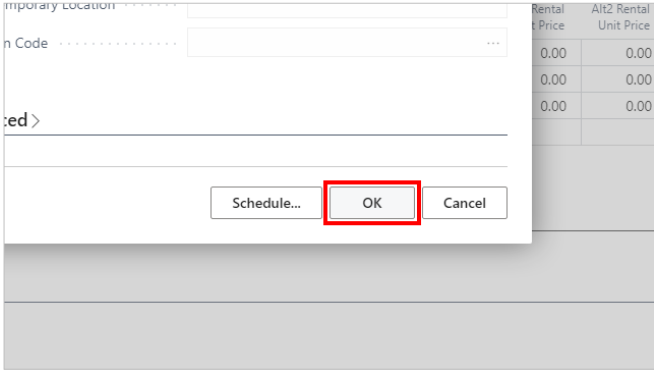 mporary Location
Rental
Alt2 Rental
t Price
Unit Price
n Code
...
0.00
0.00
0.00
0.00
0.00
0.00
ced >
Schedule...
OK
Cancel